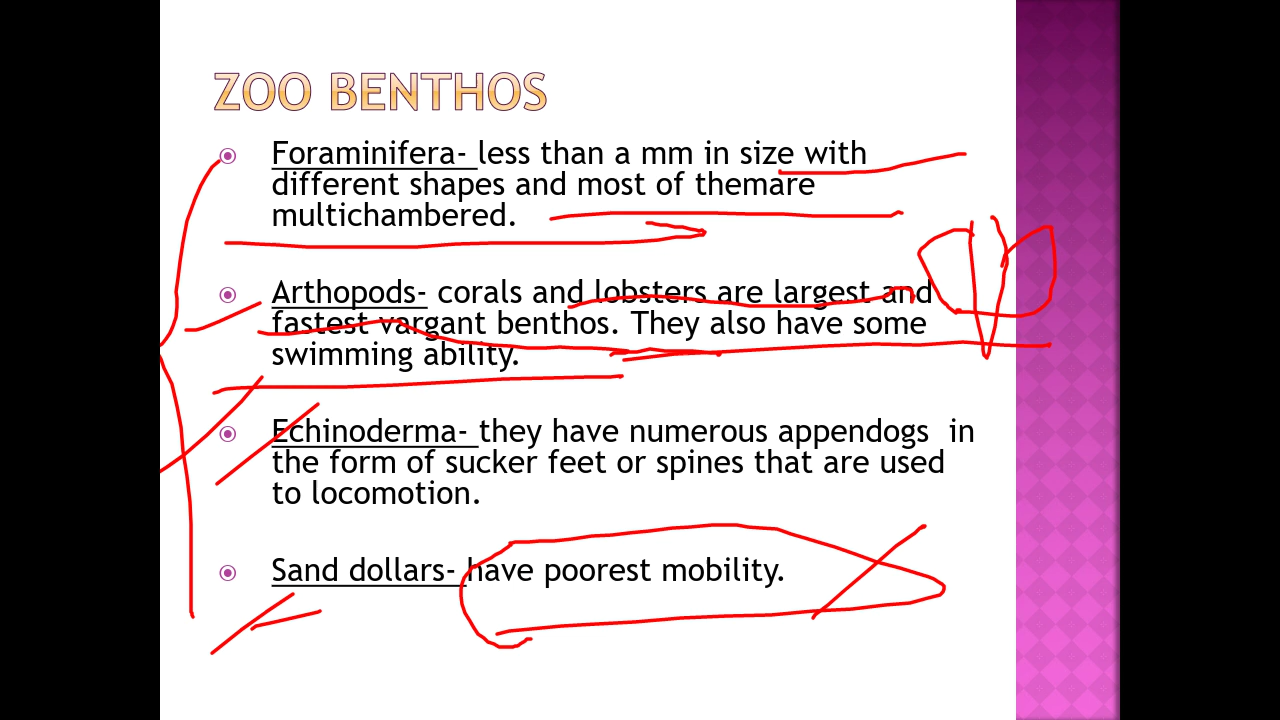 ZOO BENTHOS
Foraminifera- less than a mm in size with
different shapes and most of themare
multichambered.
Arthopods- corals and lobsters are largest and
fastest vargant benthos. They also have some
swimming ability.
Echinoderma- they have numerous appendogs in
the form of sucker feet or spines that are used
to locomotion.
Sand dollars- have poorest mobility.